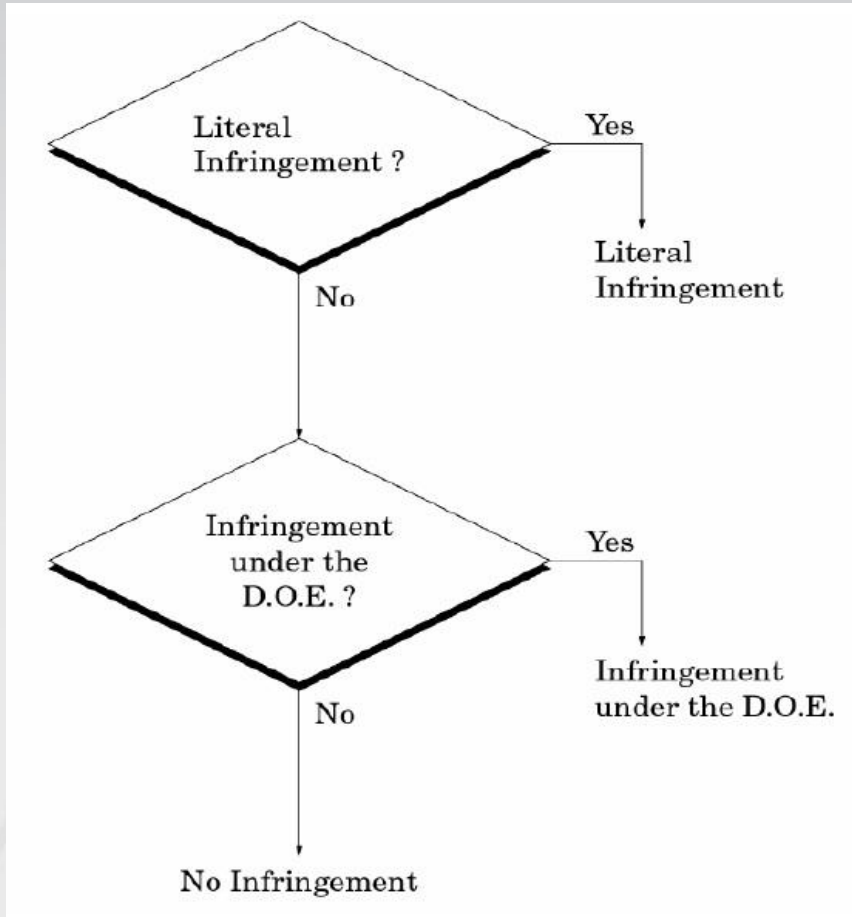 Literal
Infringement ?
Yes
Literal
Infringement
No
Infringement
under the
D.O.E. ?
Yes
Infringement
under the D.O.E.
No
No Infringement